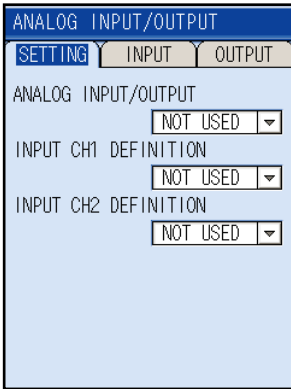 ANALOG INPUT/OUTPUT
SETTING INPUT OUTPUT
ANALOG INPUT/OUTPUT
NOT USED
INPUT CH1 DEFINITION
NOT USED
INPUT CH2 DEFINITION
NOT USED